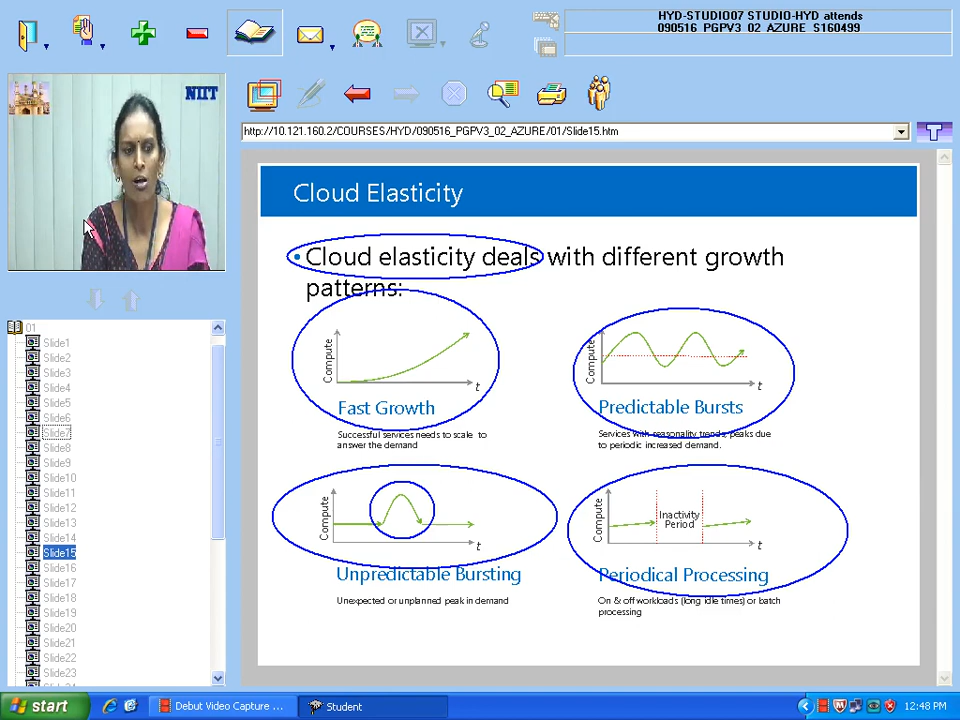 HYD-STUDIO07 STUDIO-HYD attends
090516_PGPV3_02_AZURE_S160499
NIIT
http://10.121.160.2/COURSES/HYD/090516_PGPV3_02_AZURE/01/Slide15.htm
T
01
Slide1
Slide2
Slide3
Slide4
Slide5
Slide6
Slide7
Slide8
Slide9
Slide10
Slide11
Slide12
Slide13
Slide14
Slide15
Slide16
Slide17
Slide18
Slide19
Slide20
Slide21
Slide22
Slide23
Cloud Elasticity
• Cloud elasticity deals with different growth
patterns:
Compute
t
Fast Growth
Successful services needs to scale to
answer the demand
Compute
t
Predictable Bursts
Services with seasonality trends, peaks due
to periodic increased demand.
Compute
t
Unpredictable Bursting
Unexpected or unplanned peak in demand
Compute
Inactivity
Period
t
Periodical Processing
On & off workloads (long idle times) or batch
processing
start
Debut Video Capture ...
Student
12:48 PM